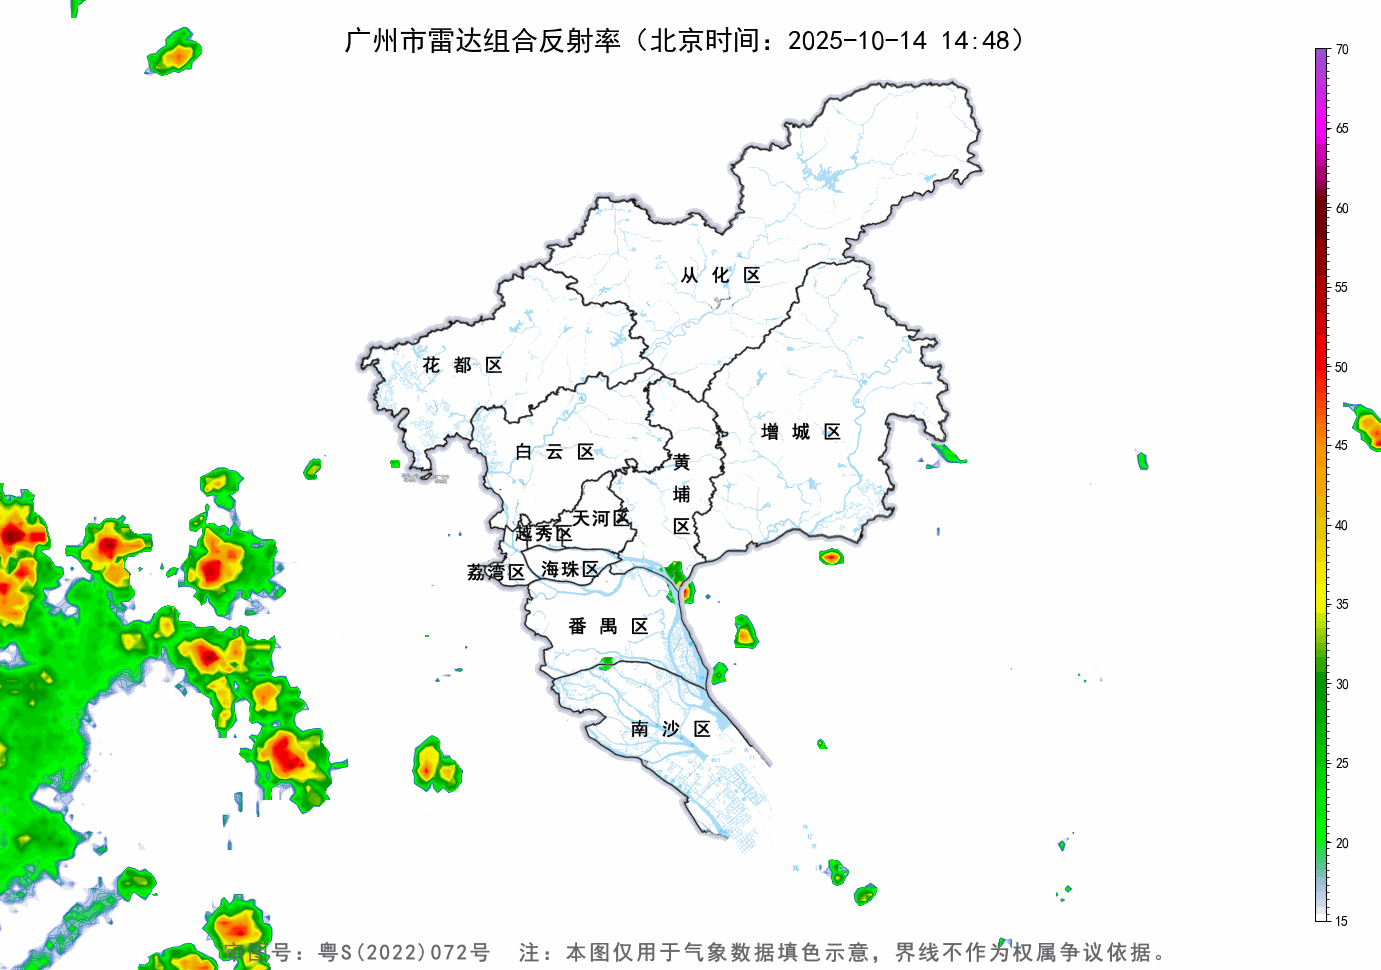 广州市雷达组合反射率（北京时间：2025-10-14 14:48）
70
65
60
55
50
45
40
35
30
25
20
15
从化区
花都区
增城区
白云区
黄埔区
天河区
越秀区
荔湾区
海珠区
番禺区
南沙区
审图号：粤S(2022)072号 注：本图仅用于气象数据填色示意，界线不作为权属争议依据。